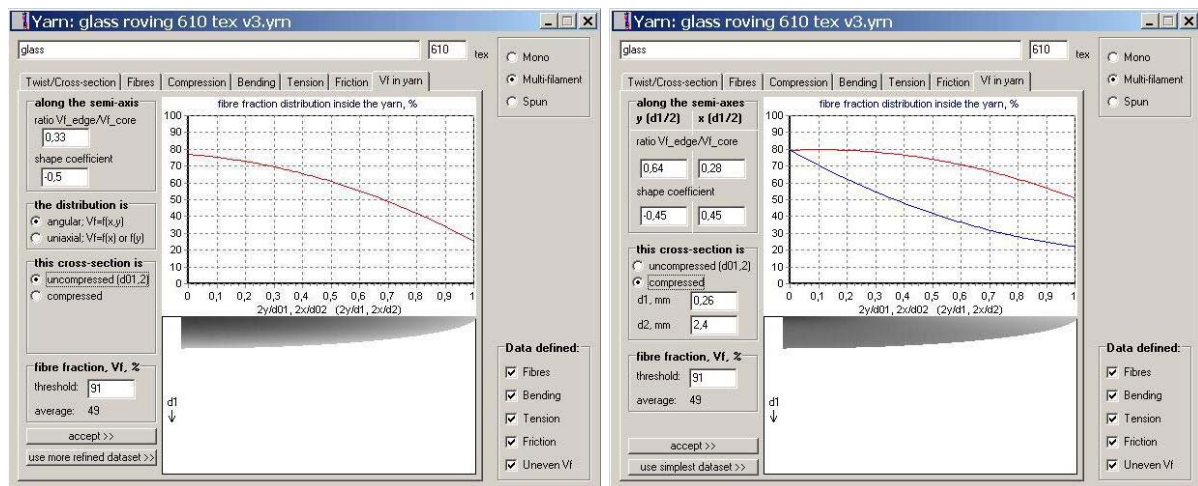 Yarn: glass roving 610 tex v3.yrn
glass
610
tex
Mono
Multi-filament
Spun
Twist/Cross-section
Fibres
Compression
Bending
Tension
Friction
Vf in yarn
along the semi-axis
ratio Vf_edge/Vf_core
0,33
shape coefficient
-0,5
the distribution is
angular; Vf=f(x,y)
uniaxial; Vf=f(x) or f(y)
this cross-section is
uncompressed (d01,2)
compressed
fibre fraction, Vf, %
threshold: 91
average: 49
accept >>
use more refined dataset >>
fibre fraction distribution inside the yarn, %
100
90
80
70
60
50
40
30
20
10
0
0 0,1 0,2 0,3 0,4 0,5 0,6 0,7 0,8 0,9 1
2y/d01, 2x/d02 (2y/d1, 2x/d2)
d1
Data defined:
Fibres
Bending
Tension
Friction
Uneven Vf
Yarn: glass roving 610 tex v3.yrn
glass
610
tex
Mono
Multi-filament
Spun
Twist/Cross-section
Fibres
Compression
Bending
Tension
Friction
Vf in yarn
along the semi-axes
y (d1/2) x (d1/2)
ratio Vf_edge/Vf_core
0,64 0,28
shape coefficient
-0,45 0,45
this cross-section is
uncompressed (d01,2)
compressed
d1, mm 0,26
d2, mm 2,4
fibre fraction, Vf, %
threshold: 91
average: 49
accept >>
use simplest dataset >>
fibre fraction distribution inside the yarn, %
100
90
80
70
60
50
40
30
20
10
0
0 0,1 0,2 0,3 0,4 0,5 0,6 0,7 0,8 0,9 1
2y/d01, 2x/d02 (2y/d1, 2x/d2)
d1
Data defined:
Fibres
Bending
Tension
Friction
Uneven Vf